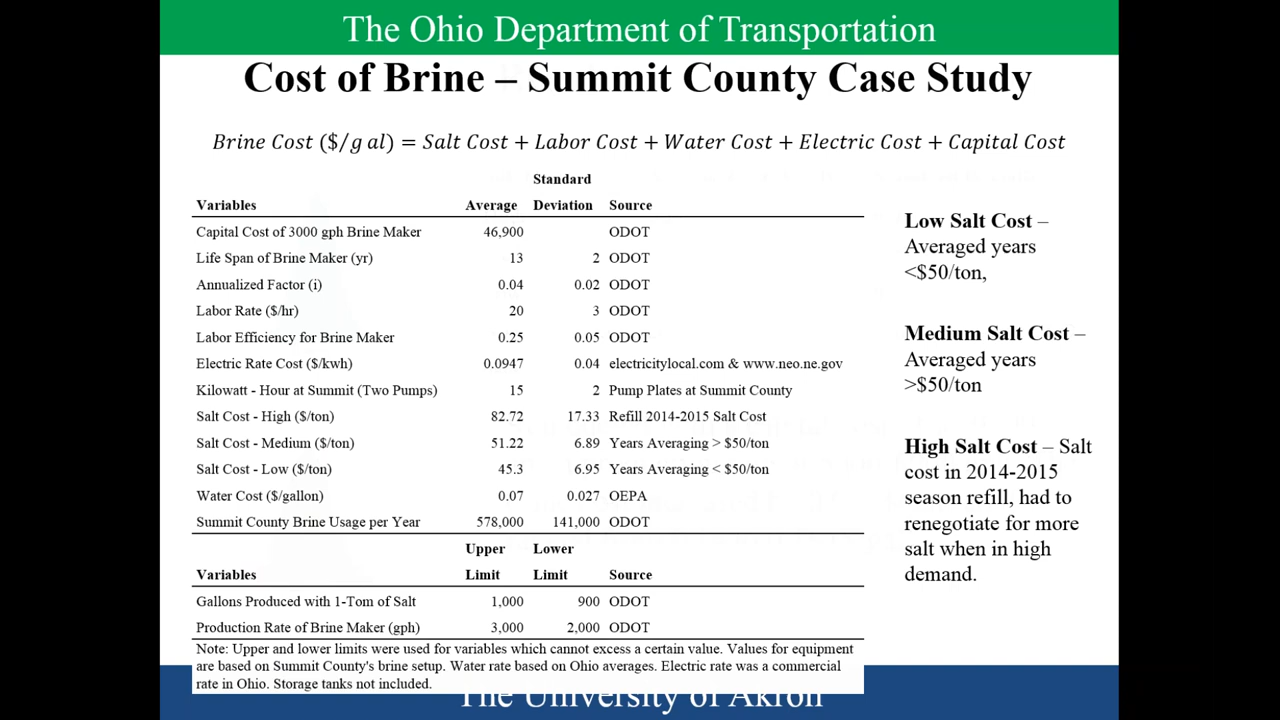 The Ohio Department of Transportation
Cost of Brine – Summit County Case Study
Brine Cost ($/g al) = Salt Cost + Labor Cost + Water Cost + Electric Cost + Capital Cost
Standard
Variables Average Deviation Source
Capital Cost of 3000 gph Brine Maker 46,900 ODOT
Life Span of Brine Maker (yr) 13 2 ODOT
Annualized Factor (i) 0.04 0.02 ODOT
Labor Rate ($/hr) 20 3 ODOT
Labor Efficiency for Brine Maker 0.25 0.05 ODOT
Electric Rate Cost ($/kwh) 0.0947 0.04 electricitylocal.com & www.neo.ne.gov
Kilowatt - Hour at Summit (Two Pumps) 15 2 Pump Plates at Summit County
Salt Cost - High ($/ton) 82.72 17.33 Refill 2014-2015 Salt Cost
Salt Cost - Medium ($/ton) 51.22 6.89 Years Averaging > $50/ton
Salt Cost - Low ($/ton) 45.3 6.95 Years Averaging < $50/ton
Water Cost ($/gallon) 0.07 0.027 OEPA
Summit County Brine Usage per Year 578,000 141,000 ODOT
Upper Lower
Variables Limit Limit Source
Gallons Produced with 1-Tom of Salt 1,000 900 ODOT
Production Rate of Brine Maker (gph) 3,000 2,000 ODOT
Note: Upper and lower limits were used for variables which cannot excess a certain value. Values for equipment
are based on Summit County's brine setup. Water rate based on Ohio averages. Electric rate was a commercial
rate in Ohio. Storage tanks not included.
Low Salt Cost –
Averaged years
<$50/ton,
Medium Salt Cost –
Averaged years
>$50/ton
High Salt Cost – Salt
cost in 2014-2015
season refill, had to
renegotiate for more
salt when in high
demand.
The University of Akron